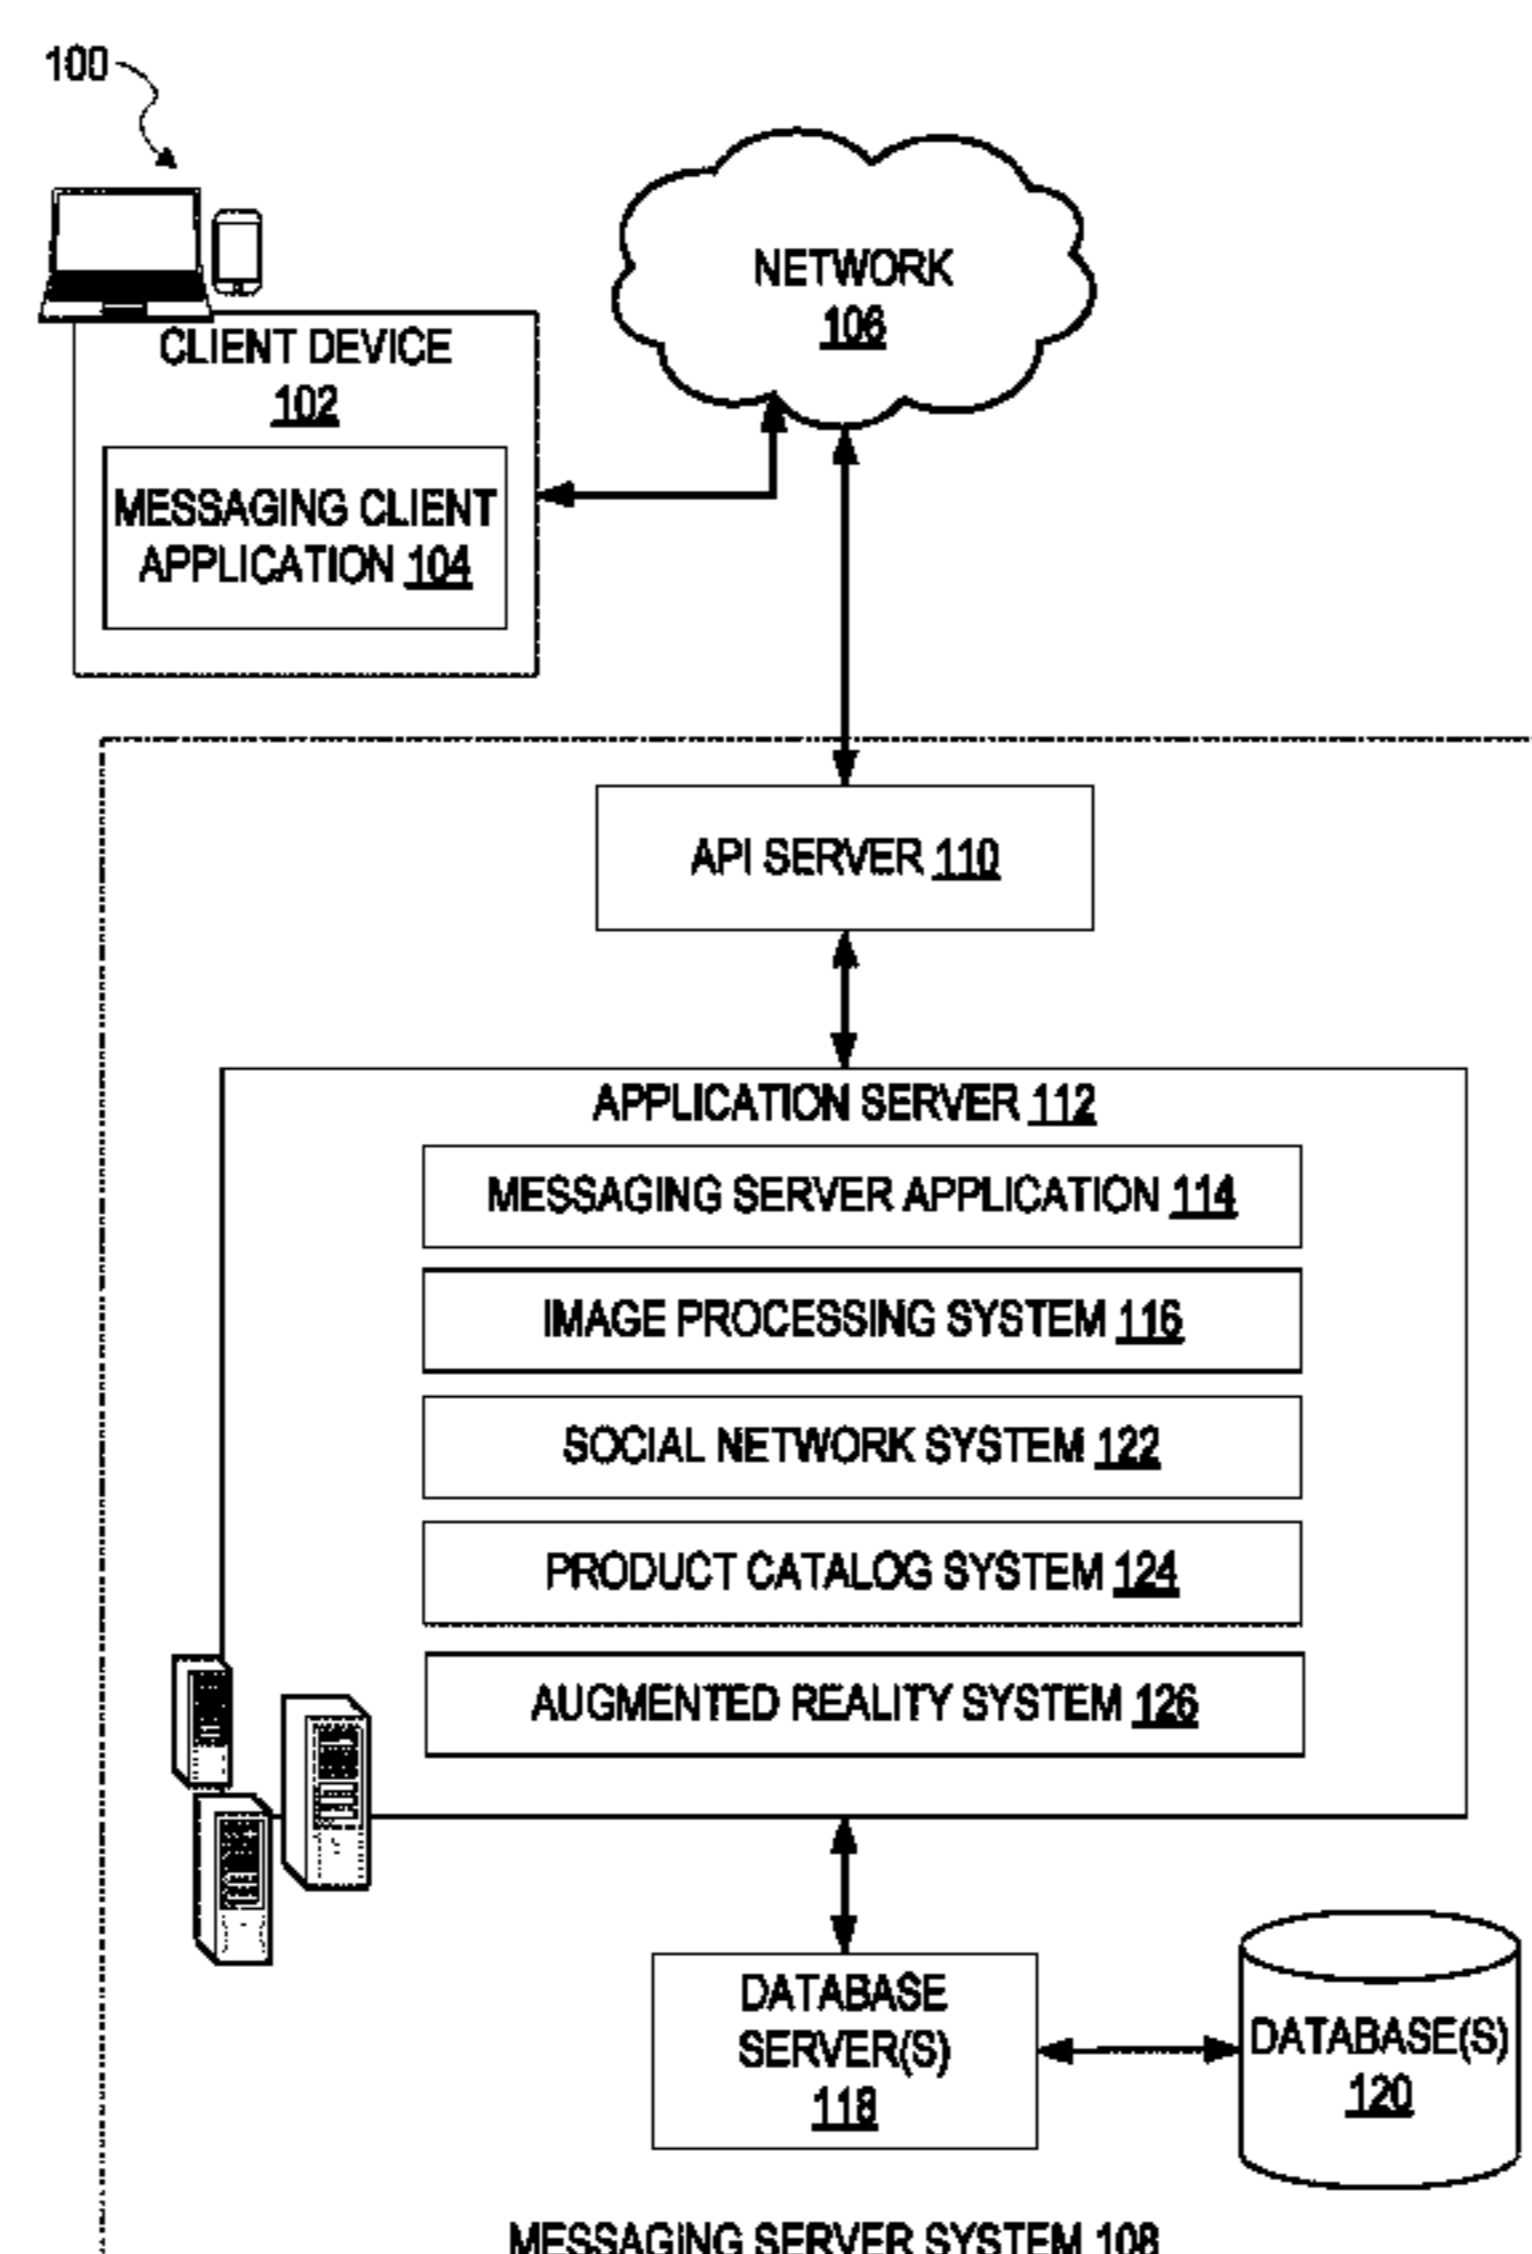 100
NETWORK
106
CLIENT DEVICE
102
MESSAGING CLIENT
APPLICATION 104
API SERVER 110
APPLICATION SERVER 112
MESSAGING SERVER APPLICATION 114
IMAGE PROCESSING SYSTEM 116
SOCIAL NETWORK SYSTEM 122
PRODUCT CATALOG SYSTEM 124
AUGMENTED REALITY SYSTEM 126
DATABASE
SERVER(S)
118
DATABASE(S)
120
MESSAGING SERVER SYSTEM 108